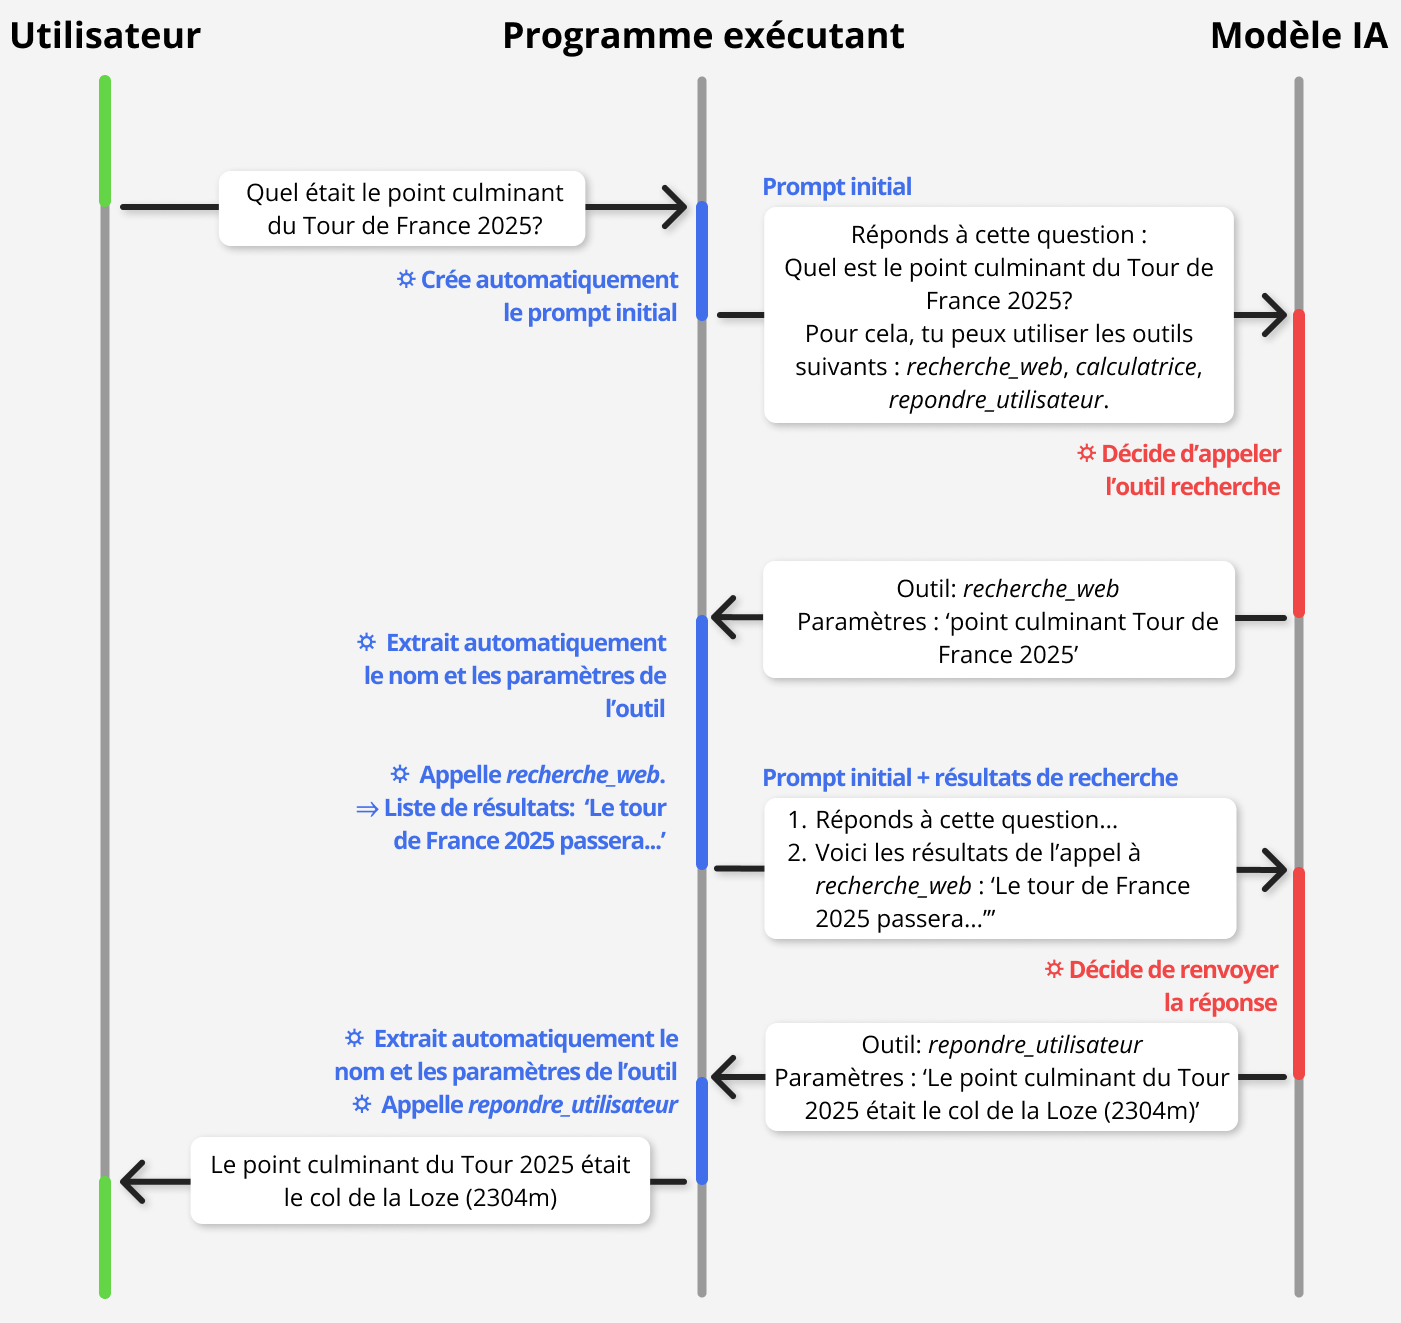 Utilisateur
Programme exécutant
Modèle IA
Quel était le point culminant
du Tour de France 2025?
Crée automatiquement
le prompt initial
Prompt initial
Réponds à cette question :
Quel est le point culminant du Tour de
France 2025?
Pour cela, tu peux utiliser les outils
suivants : recherche_web, calculatrice,
repondre_utilisateur.
Décide d’appeler
l’outil recherche
Outil: recherche_web
Paramètres : ‘point culminant Tour de
France 2025’
Extrait automatiquement
le nom et les paramètres de
l’outil
Appelle recherche_web.
⇒ Liste de résultats: ‘Le tour
de France 2025 passera...’
Prompt initial + résultats de recherche
1. Réponds à cette question...
2. Voici les résultats de l’appel à
recherche_web : ‘Le tour de France
2025 passera...’”
Décide de renvoyer
la réponse
Outil: repondre_utilisateur
Paramètres : ‘Le point culminant du Tour
2025 était le col de la Loze (2304m)’
Extrait automatiquement le
nom et les paramètres de l’outil
Appelle repondre_utilisateur
Le point culminant du Tour 2025 était
le col de la Loze (2304m)